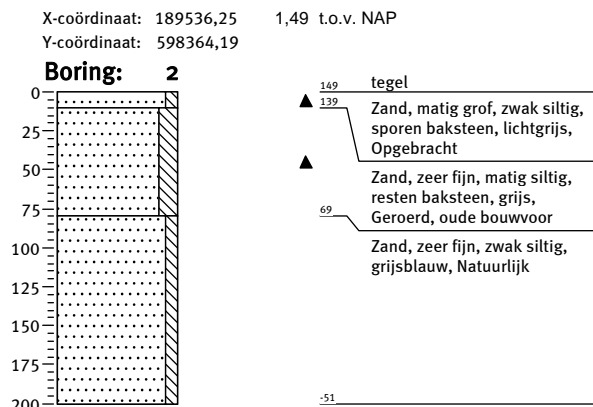 X-coördinaat: 189536,25 1,49 t.o.v. NAP
Y-coördinaat: 598364,19
Boring: 2
0
25
50
75
100
125
150
175
200
149 tegel
139
Zand, matig grof, zwak siltig,
sporen baksteen, lichtgrijs,
Opgebracht
Zand, zeer fijn, matig siltig,
resten baksteen, grijs,
Geroerd, oude bouwvoor
69
Zand, zeer fijn, zwak siltig,
grijsblauw, Natuurlijk
-51